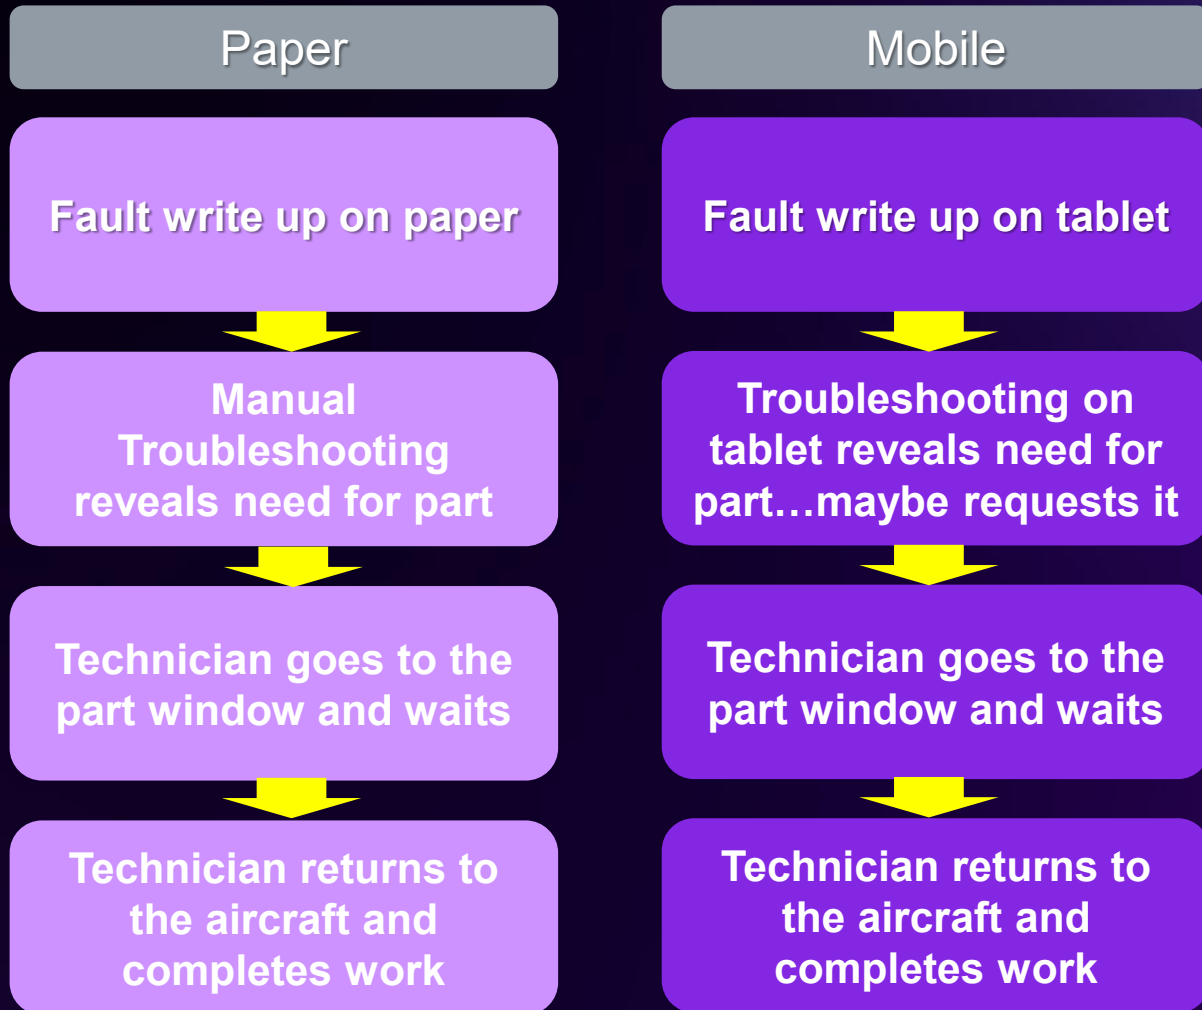 Paper
Fault write up on paper
Manual
Troubleshooting
reveals need for part
Technician goes to the
part window and waits
Technician returns to
the aircraft and
completes work
Mobile
Fault write up on tablet
Troubleshooting on
tablet reveals need for
part…maybe requests it
Technician goes to the
part window and waits
Technician returns to
the aircraft and
completes work